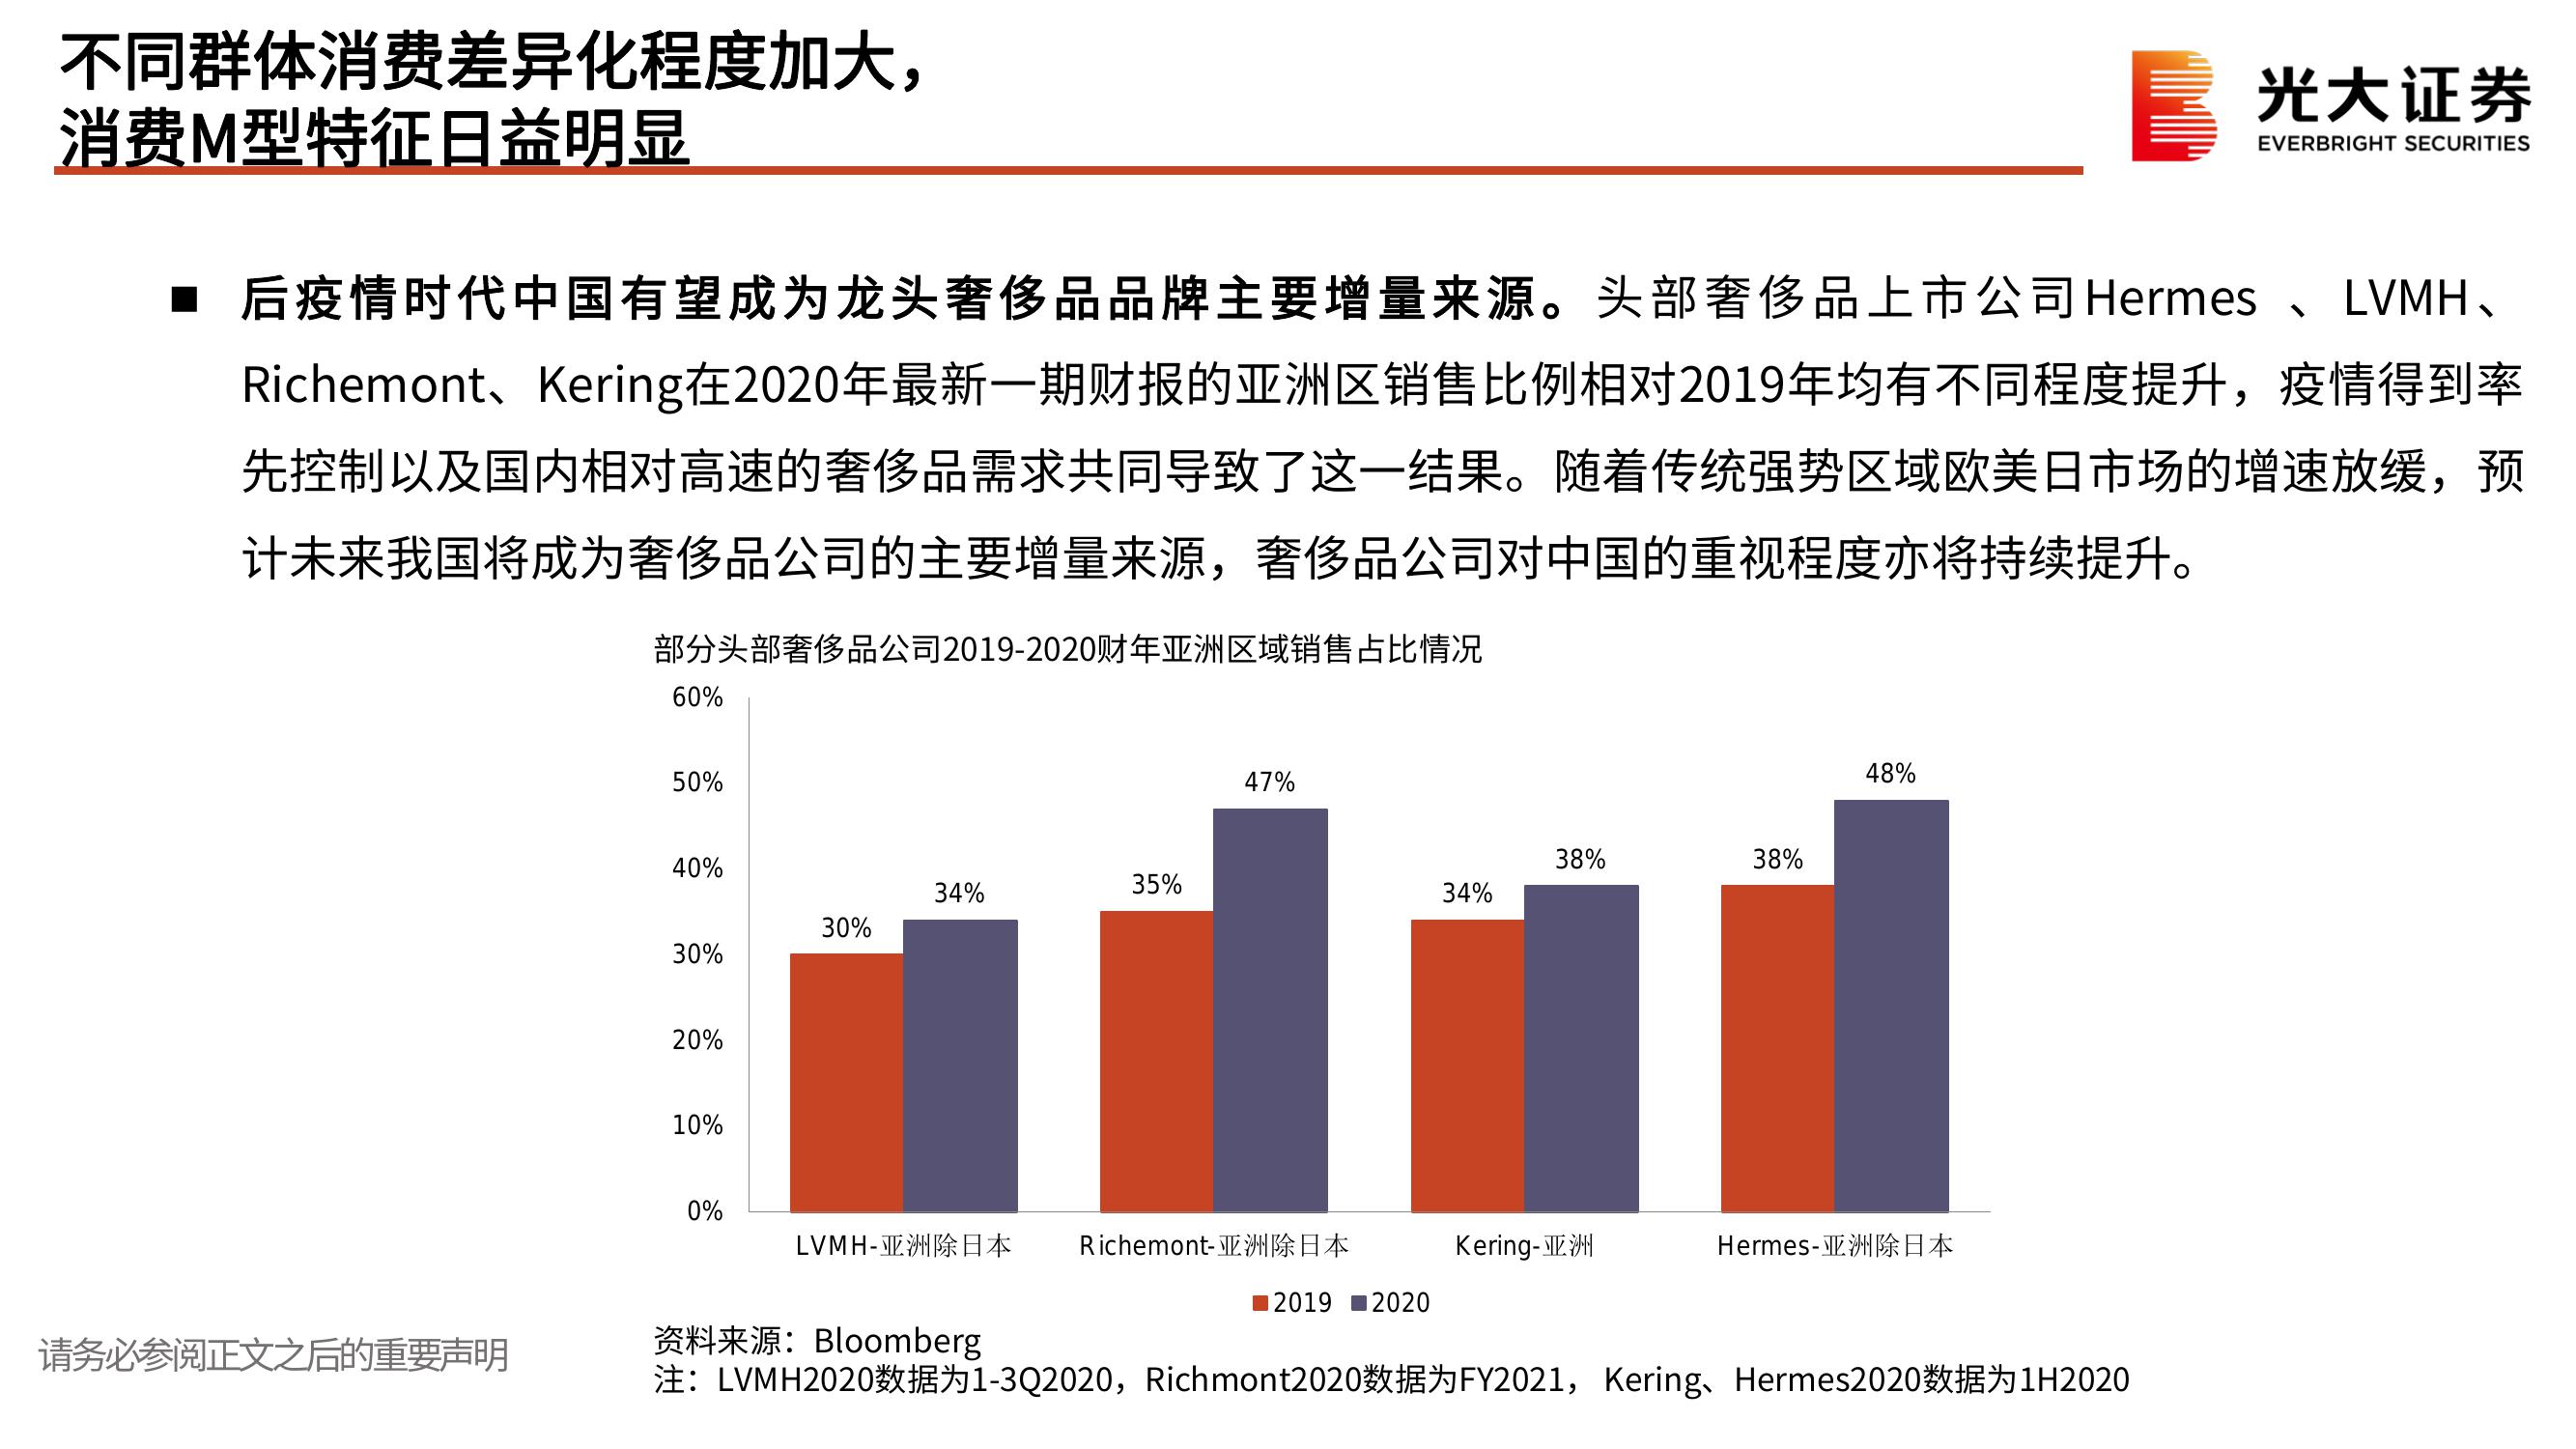 不同群体消费差异化程度加大，
消费M型特征日益明显
光大证券
EVERBRIGHT SECURITIES
■ 后疫情时代中国有望成为龙头奢侈品品牌主要增量来源。头部奢侈品上市公司Hermes 、LVMH、
Richemont、Kering在2020年最新一期财报的亚洲区销售比例相对2019年均有不同程度提升，疫情得到率
先控制以及国内相对高速的奢侈品需求共同导致了这一结果。随着传统强势区域欧美日市场的增速放缓，预
计未来我国将成为奢侈品公司的主要增量来源，奢侈品公司对中国的重视程度亦将持续提升。
部分头部奢侈品公司2019-2020财年亚洲区域销售占比情况
60%
50%
40%
30%
20%
10%
0%
30%
34%
35%
47%
34%
38%
38%
48%
LVMH-亚洲除日本
Richemont-亚洲除日本
Kering-亚洲
Hermes-亚洲除日本
2019
2020
资料来源：Bloomberg
注：LVMH2020数据为1-3Q2020，Richmont2020数据为FY2021， Kering、Hermes2020数据为1H2020
请务必参阅正文之后的重要声明